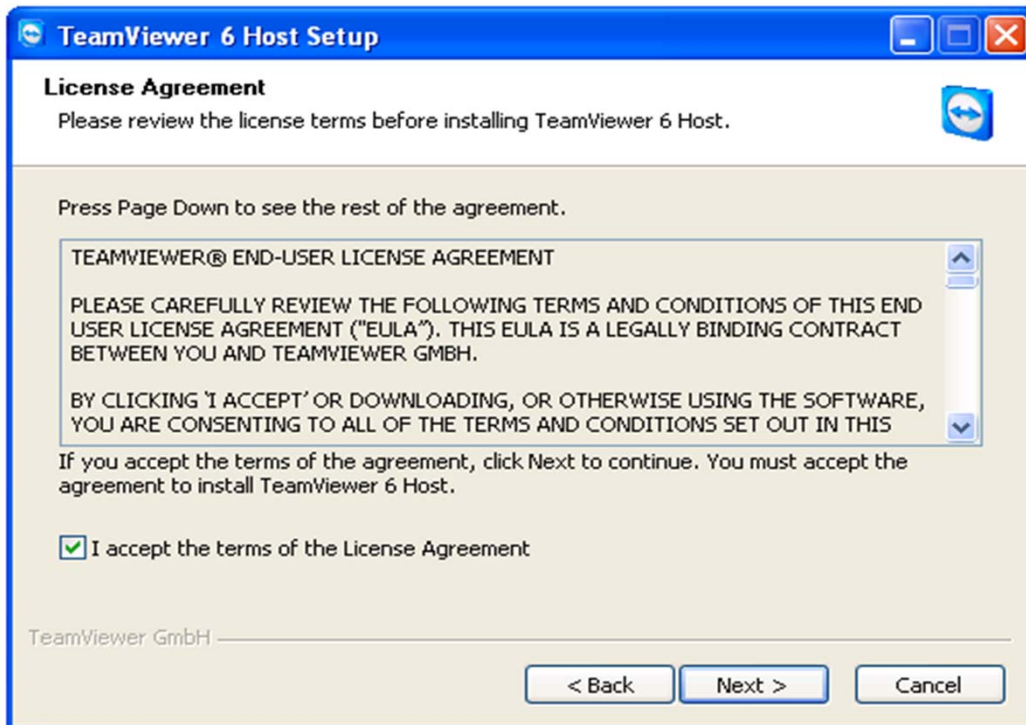 TeamViewer 6 Host Setup
License Agreement
Please review the license terms before installing TeamViewer 6 Host.
Press Page Down to see the rest of the agreement.
TEAMVIEWER® END-USER LICENSE AGREEMENT
PLEASE CAREFULLY REVIEW THE FOLLOWING TERMS AND CONDITIONS OF THIS END
USER LICENSE AGREEMENT ("EULA"). THIS EULA IS A LEGALLY BINDING CONTRACT
BETWEEN YOU AND TEAMVIEWER GMBH.
BY CLICKING 'I ACCEPT' OR DOWNLOADING, OR OTHERWISE USING THE SOFTWARE,
YOU ARE CONSENTING TO ALL OF THE TERMS AND CONDITIONS SET OUT IN THIS
If you accept the terms of the agreement, click Next to continue. You must accept the
agreement to install TeamViewer 6 Host.
I accept the terms of the License Agreement
TeamViewer GmbH
< Back Next > Cancel